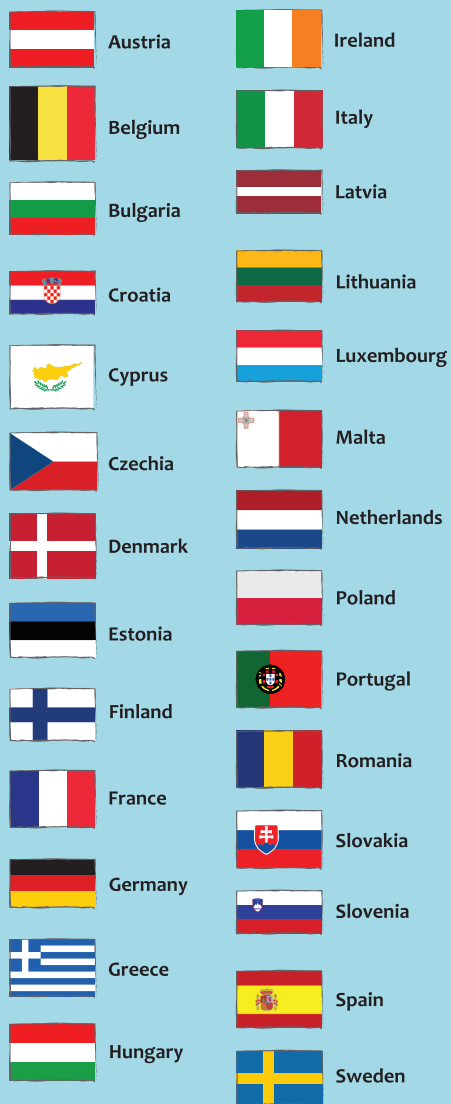 Austria
Belgium
Bulgaria
Croatia
Cyprus
Czechia
Denmark
Estonia
Finland
France
Germany
Greece
Hungary
Ireland
Italy
Latvia
Lithuania
Luxembourg
Malta
Netherlands
Poland
Portugal
Romania
Slovakia
Slovenia
Spain
Sweden